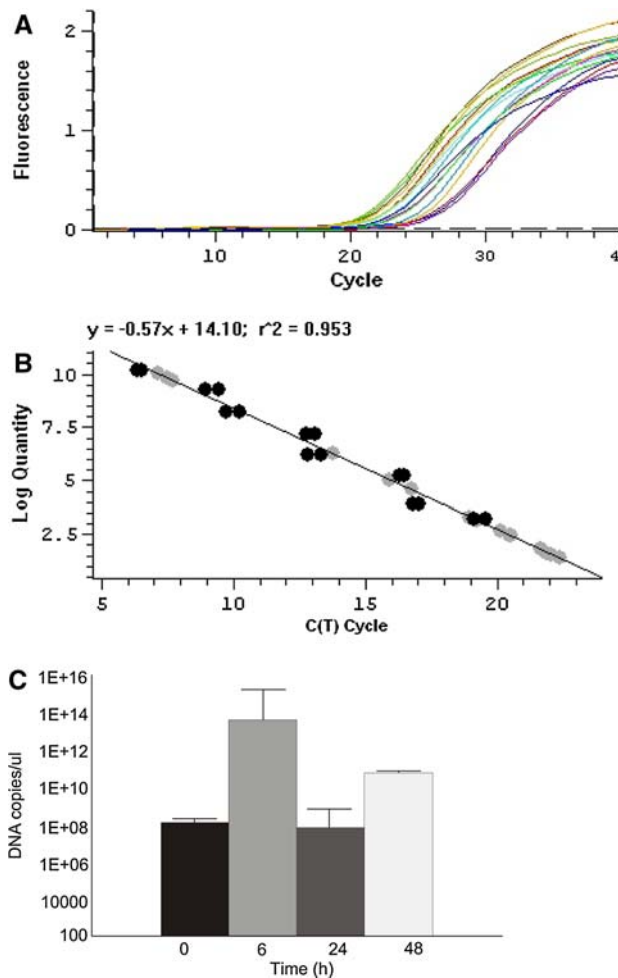 A
2
1
0
Fluorescence
10
20
30
4
Cycle
y = -0.57x + 14.10; r^2 = 0.953
B
10
7.5
5
2.5
Log Quantity
5
10
15
20
C(T) Cycle
C
1E+16
1E+14
1E+12
1E+10
1E+08
1E+06
10000
100
DNA copies/ul
0
6
24
48
Time (h)